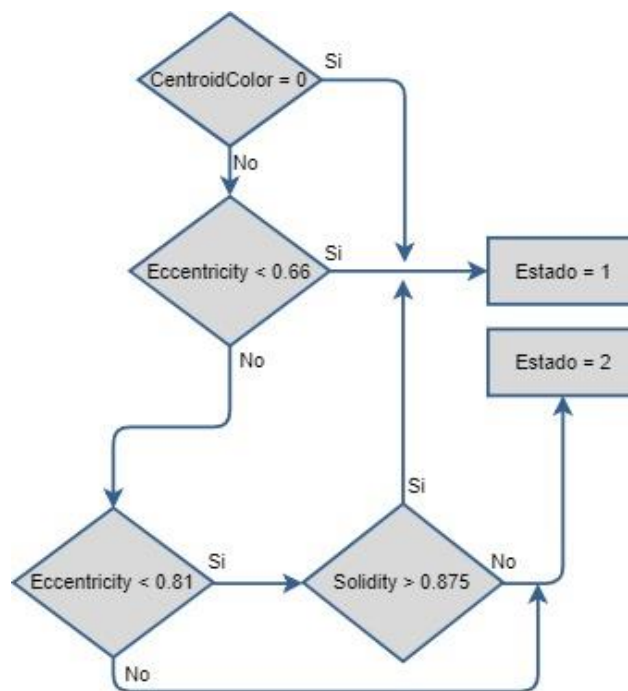 Si
CentroidColor = 0
No
Si
Eccentricity < 0.66
Estado = 1
No
Estado = 2
Si
Si
No
Eccentricity < 0.81
Solidity > 0.875
No